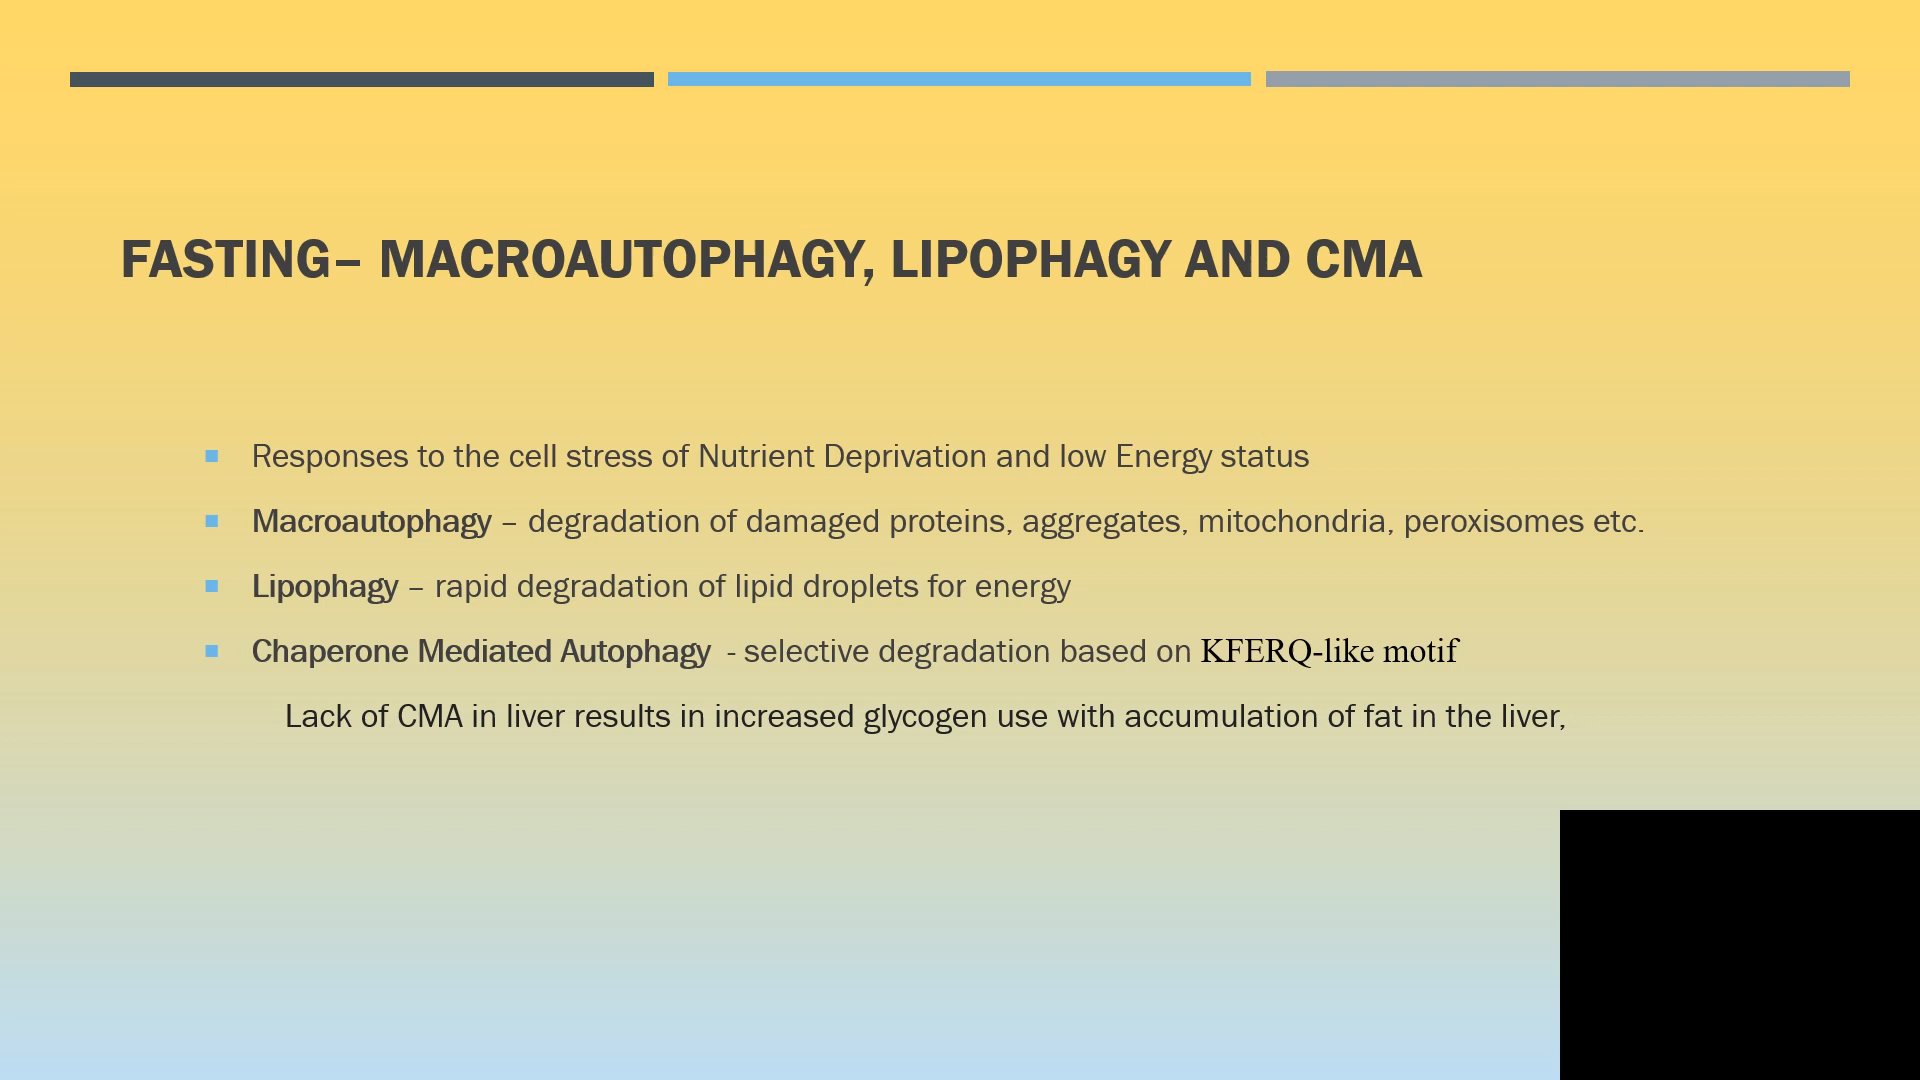 FASTING– MACROAUTOPHAGY, LIPOPHAGY AND CMA
Responses to the cell stress of Nutrient Deprivation and low Energy status
Macroautophagy – degradation of damaged proteins, aggregates, mitochondria, peroxisomes etc.
Lipophagy – rapid degradation of lipid droplets for energy
Chaperone Mediated Autophagy - selective degradation based on KFERQ-like motif
Lack of CMA in liver results in increased glycogen use with accumulation of fat in the liver,